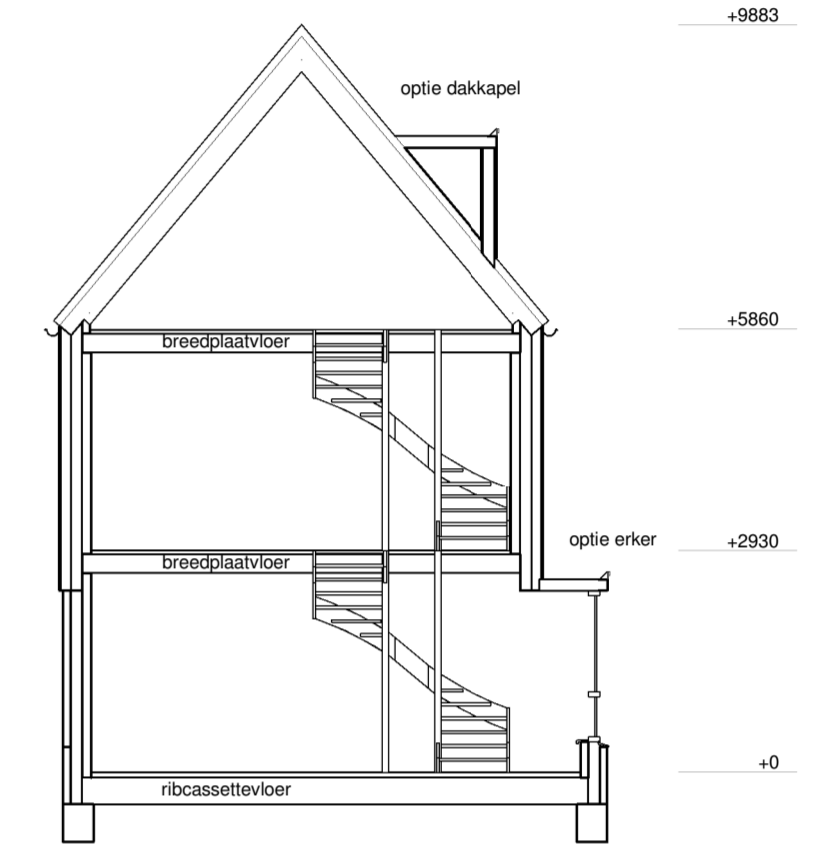 +9883
optie dakkapel
+5860
breedplaatvloer
optie erker
+2930
breedplaatvloer
+0
ribcassettevloer